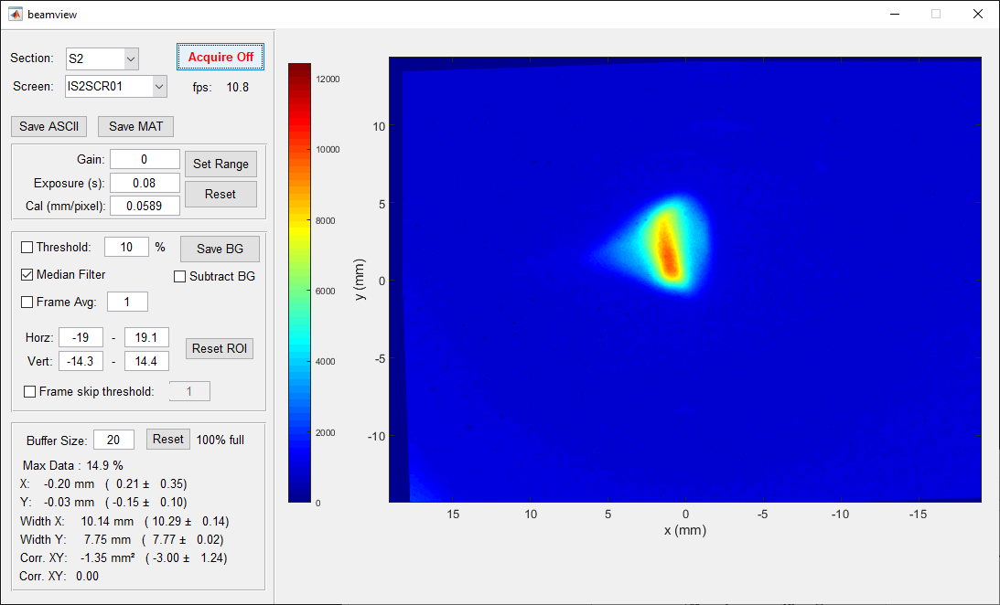 beamview
Section: S2
Acquire Off
Screen: IS2SCR01
fps: 10.8
Save ASCII Save MAT
Gain: 0
Set Range
Exposure (s): 0.08
Reset
Cal (mm/pixel): 0.0589
Threshold: 10 %
Save BG
Median Filter
Subtract BG
Frame Avg: 1
Horz: -19 - 19.1
Reset ROI
Vert: -14.3 - 14.4
Frame skip threshold: 1
Buffer Size: 20 Reset 100% full
Max Data : 14.9 %
X: -0.20 mm ( 0.21 ± 0.35)
Y: -0.03 mm ( -0.15 ± 0.10)
Width X: 10.14 mm ( 10.29 ± 0.14)
Width Y: 7.75 mm ( 7.77 ± 0.02)
Corr. XY: -1.35 mm² ( -3.00 ± 1.24)
Corr. XY: 0.00
12000
10000
8000
6000
4000
2000
0
10
5
0
-5
-10
y (mm)
15 10 5 0 -5 -10 -15
x (mm)